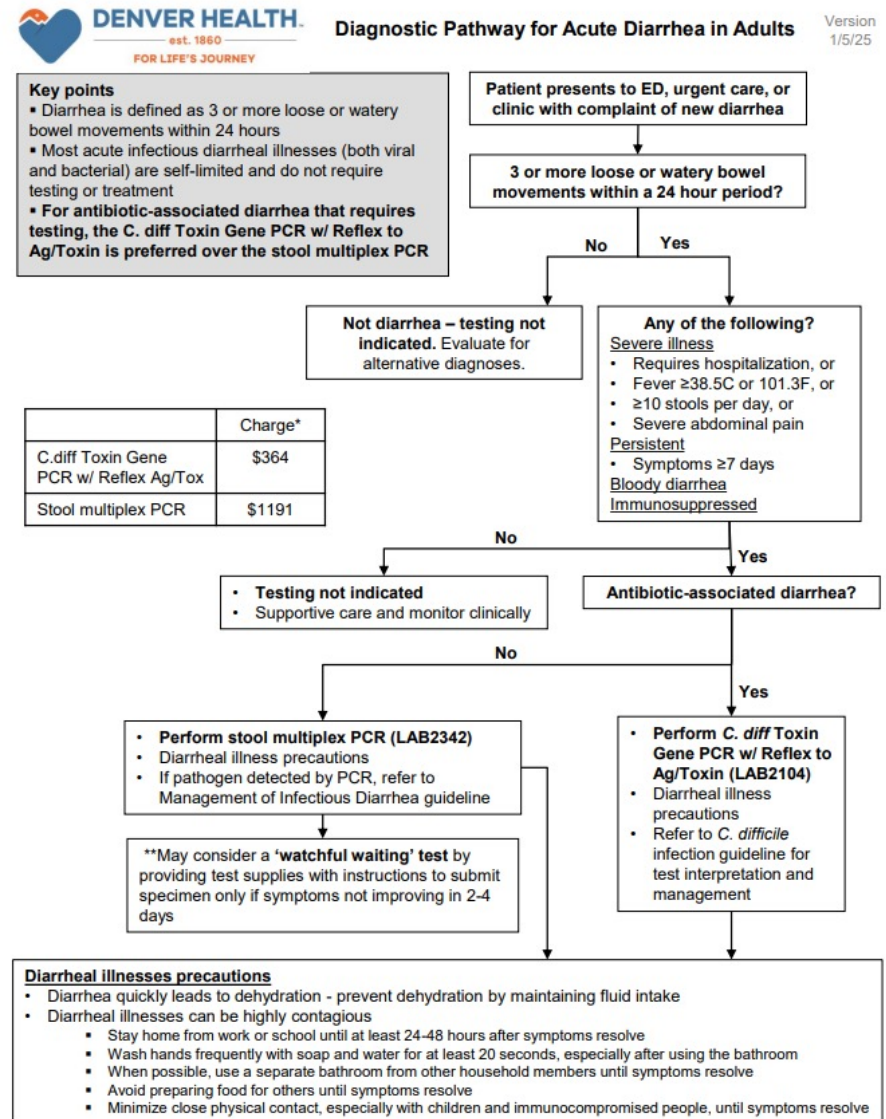 DENVER HEALTH™
est. 1860
FOR LIFE'S JOURNEY
Diagnostic Pathway for Acute Diarrhea in Adults
Version
1/5/25
Key points
▪ Diarrhea is defined as 3 or more loose or watery
bowel movements within 24 hours
▪ Most acute infectious diarrheal illnesses (both viral
and bacterial) are self-limited and do not require
testing or treatment
▪ For antibiotic-associated diarrhea that requires
testing, the C. diff Toxin Gene PCR w/ Reflex to
Ag/Toxin is preferred over the stool multiplex PCR
Patient presents to ED, urgent care, or
clinic with complaint of new diarrhea
3 or more loose or watery bowel
movements within a 24 hour period?
No
Yes
Not diarrhea – testing not
indicated. Evaluate for
alternative diagnoses.
Any of the following?
Severe illness
• Requires hospitalization, or
• Fever ≥38.5C or 101.3F, or
• ≥10 stools per day, or
• Severe abdominal pain
Persistent
• Symptoms ≥7 days
Bloody diarrhea
Immunosuppressed
Charge*
C.diff Toxin Gene
PCR w/ Reflex Ag/Tox
$364
Stool multiplex PCR
$1191
No
Yes
• Testing not indicated
• Supportive care and monitor clinically
Antibiotic-associated diarrhea?
No
Yes
• Perform stool multiplex PCR (LAB2342)
• Diarrheal illness precautions
• If pathogen detected by PCR, refer to
Management of Infectious Diarrhea guideline
• Perform C. diff Toxin
Gene PCR w/ Reflex to
Ag/Toxin (LAB2104)
• Diarrheal illness
precautions
• Refer to C. difficile
infection guideline for
test interpretation and
management
**May consider a 'watchful waiting' test by
providing test supplies with instructions to submit
specimen only if symptoms not improving in 2-4
days
Diarrheal illnesses precautions
• Diarrhea quickly leads to dehydration - prevent dehydration by maintaining fluid intake
• Diarrheal illnesses can be highly contagious
▪ Stay home from work or school until at least 24-48 hours after symptoms resolve
▪ Wash hands frequently with soap and water for at least 20 seconds, especially after using the bathroom
▪ When possible, use a separate bathroom from other household members until symptoms resolve
▪ Avoid preparing food for others until symptoms resolve
▪ Minimize close physical contact, especially with children and immunocompromised people, until symptoms resolve